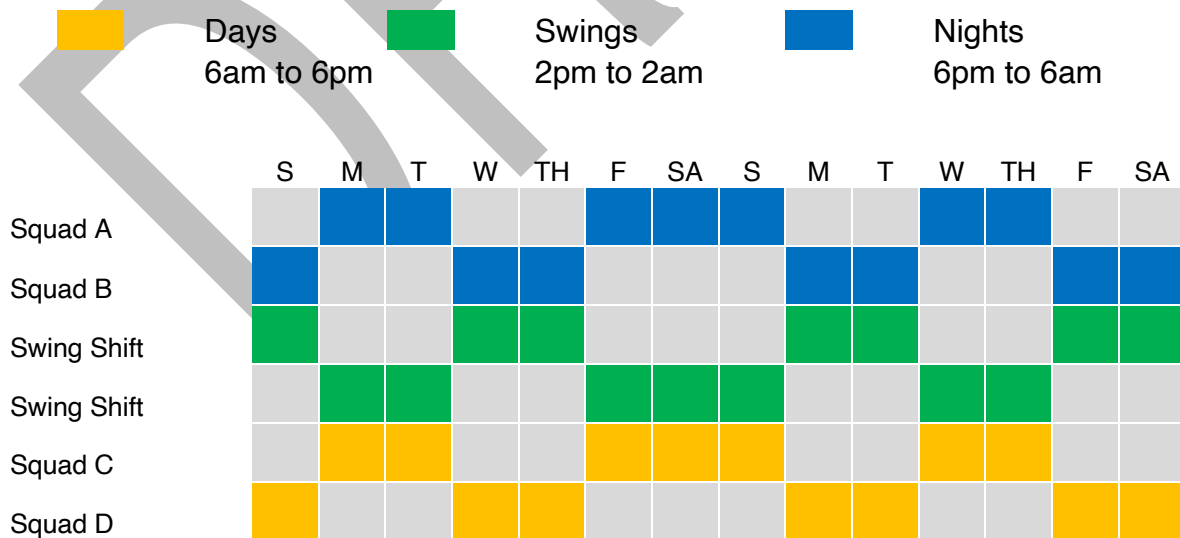 Days Swings Nights
6am to 6pm 2pm to 2am 6pm to 6am
S M T W TH F SA S M T W TH F SA
Squad A
Squad B
Swing Shift
Swing Shift
Squad C
Squad D